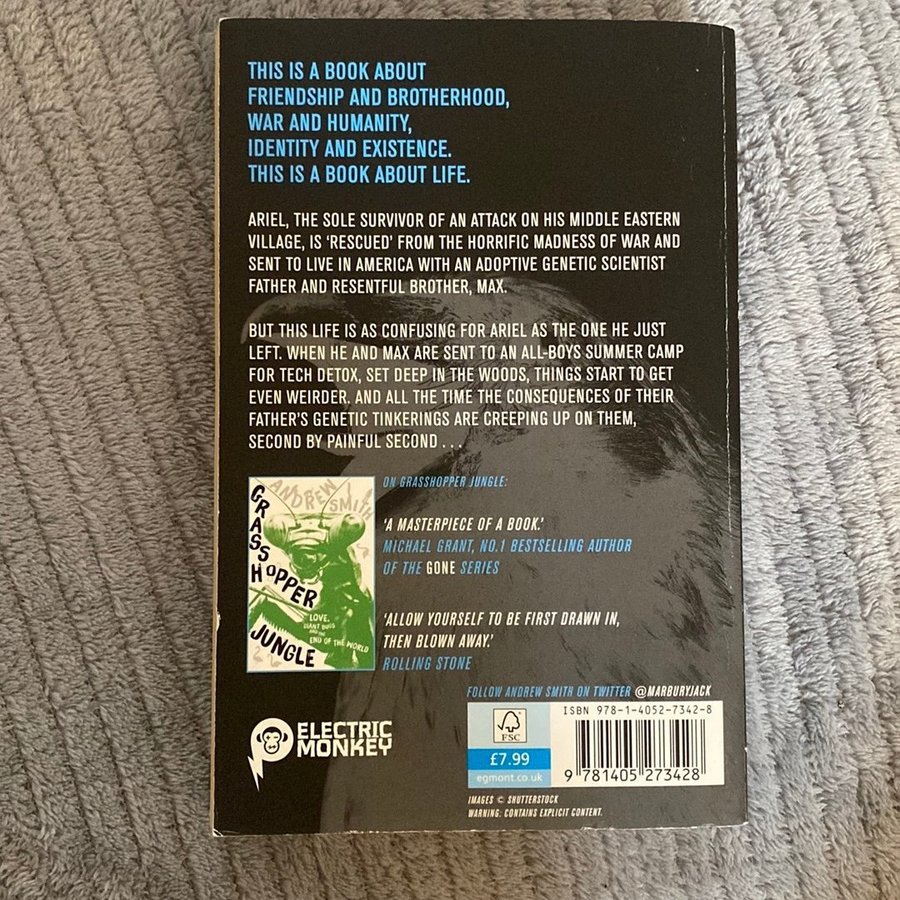 THIS IS A BOOK ABOUT
FRIENDSHIP AND BROTHERHOOD,
WAR AND HUMANITY,
IDENTITY AND EXISTENCE.
THIS IS A BOOK ABOUT LIFE.
ARIEL, THE SOLE SURVIVOR OF AN ATTACK ON HIS MIDDLE EASTERN
VILLAGE, IS ‘RESCUED’ FROM THE HORRIFIC MADNESS OF WAR AND
SENT TO LIVE IN AMERICA WITH AN ADOPTIVE GENETIC SCIENTIST
FATHER AND RESENTFUL BROTHER, MAX.
BUT THIS LIFE IS AS CONFUSING FOR ARIEL AS THE ONE HE JUST
LEFT. WHEN HE AND MAX ARE SENT TO AN ALL-BOYS SUMMER CAMP
FOR TECH DETOX, SET DEEP IN THE WOODS, THINGS START TO GET
EVEN WEIRDER. AND ALL THE TIME THE CONSEQUENCES OF THEIR
FATHER’S GENETIC TINKERINGS ARE CREEPING UP ON THEM,
SECOND BY PAINFUL SECOND . . .
ANDREW SMITH
GRASSHOPPER
JUNGLE
LOVE,
GIANT BUGS
AND THE
END OF THE WORLD
ON GRASSHOPPER JUNGLE:
‘A MASTERPIECE OF A BOOK.’
MICHAEL GRANT, NO.1 BESTSELLING AUTHOR
OF THE GONE SERIES
‘ALLOW YOURSELF TO BE FIRST DRAWN IN,
THEN BLOWN AWAY.’
ROLLING STONE
FOLLOW ANDREW SMITH ON TWITTER @MARBURYJACK
ELECTRIC
MONKEY
FSC
£7.99
egmont.co.uk
ISBN 978-1-4052-7342-8
9 781405 273428
IMAGES © SHUTTERSTOCK
WARNING: CONTAINS EXPLICIT CONTENT.